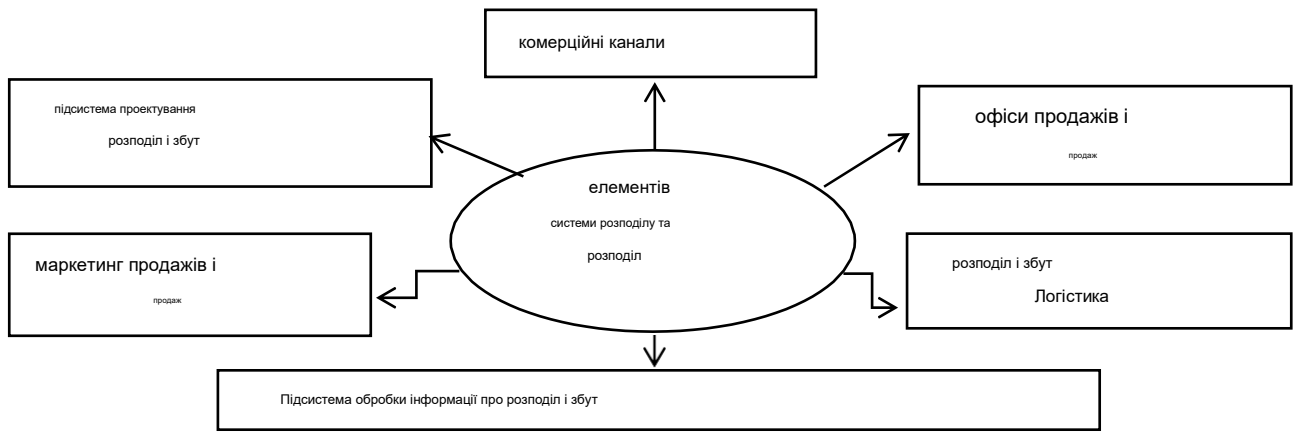 комерційні канали
підсистема проектування
розподіл і збут
офіси продажів і
продаж
елементів
системи розподілу та
розподіл
маркетинг продажів і
продаж
розподіл і збут
Логістика
Підсистема обробки інформації про розподіл і збут